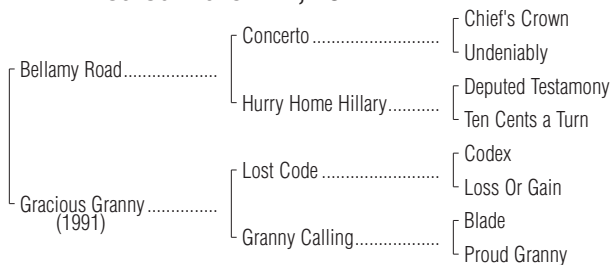 Chief's Crown
Concerto ...........................
Undeniably
Bellamy Road....................
Deputed Testamony
Hurry Home Hillary...........
Ten Cents a Turn
Codex
Lost Code .........................
Loss Or Gain
Gracious Granny ...............
(1991)
Blade
Granny Calling..................
Proud Granny